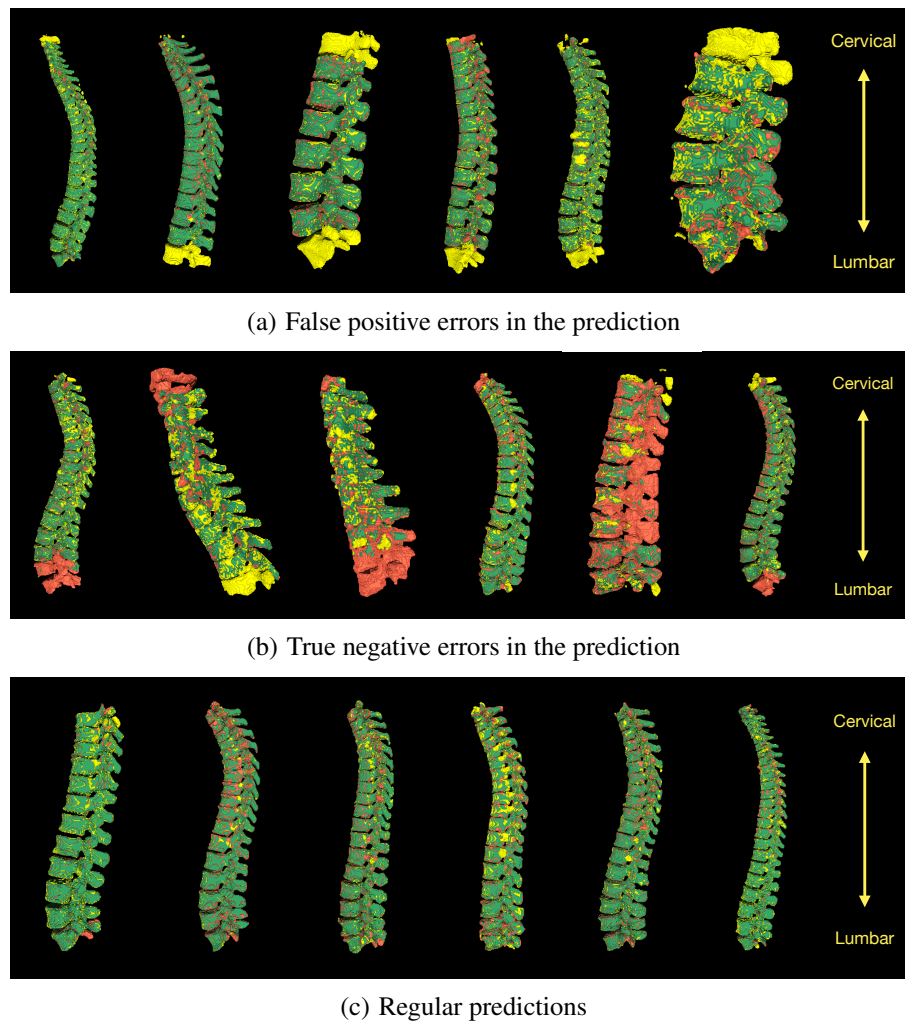 Cervical
Lumbar
(a) False positive errors in the prediction
Cervical
Lumbar
(b) True negative errors in the prediction
Cervical
Lumbar
(c) Regular predictions